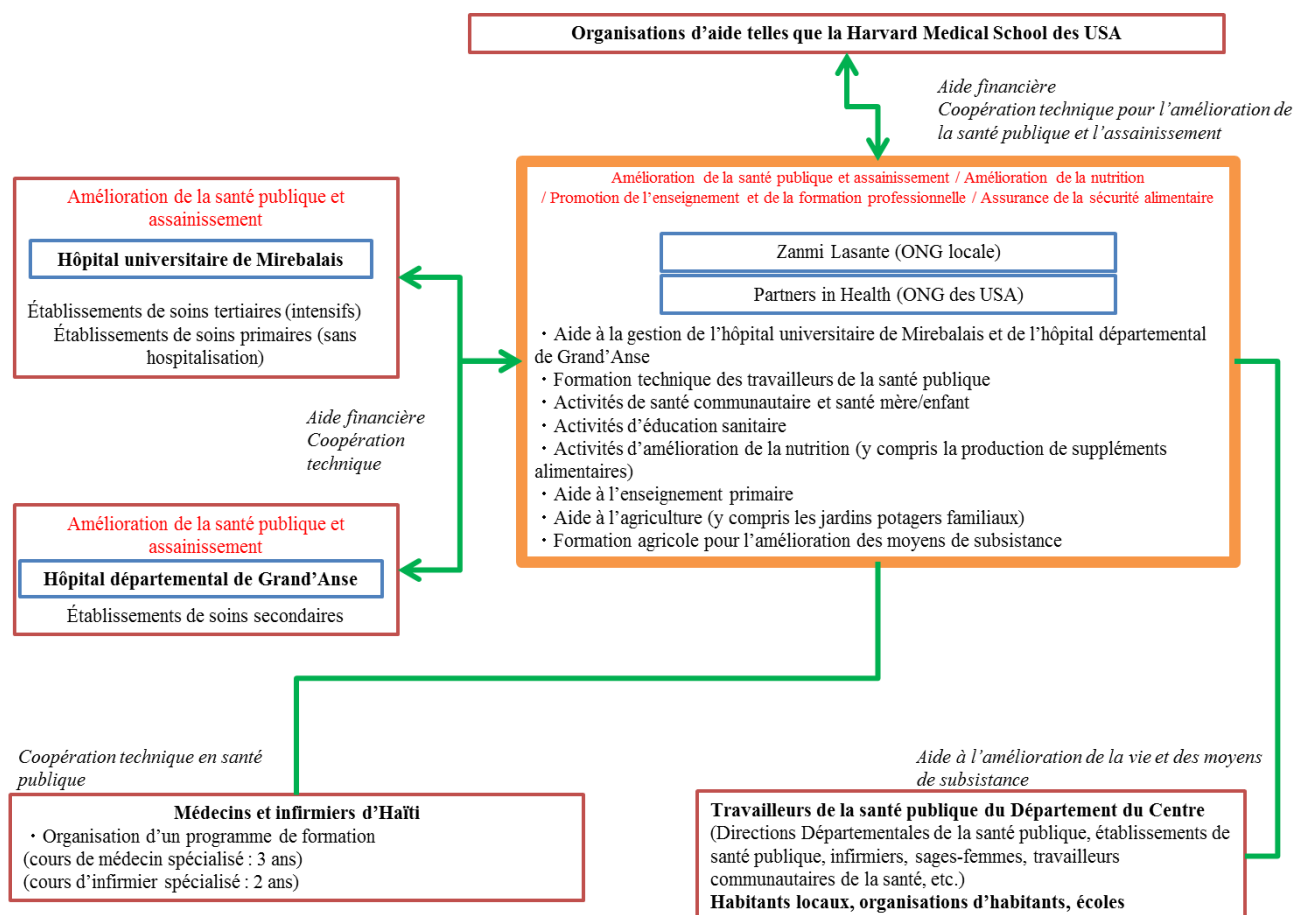 Organisations d'aide telles que la Harvard Medical School des USA
Aide financière
Coopération technique pour l'amélioration de
la santé publique et l'assainissement
Amélioration de la santé publique et
assainissement
Hôpital universitaire de Mirebalais
Établissements de soins tertiaires (intensifs)
Établissements de soins primaires (sans
hospitalisation)
Amélioration de la santé publique et assainissement / Amélioration de la nutrition
/ Promotion de l'enseignement et de la formation professionnelle / Assurance de la sécurité alimentaire
Zanmi Lasante (ONG locale)
Partners in Health (ONG des USA)
・Aide à la gestion de l'hôpital universitaire de Mirebalais et de l'hôpital départemental
de Grand'Anse
・Formation technique des travailleurs de la santé publique
・Activités de santé communautaire et santé mère/enfant
・Activités d'éducation sanitaire
・Activités d'amélioration de la nutrition (y compris la production de suppléments
alimentaires)
・Aide à l'enseignement primaire
・Aide à l'agriculture (y compris les jardins potagers familiaux)
・Formation agricole pour l'amélioration des moyens de subsistance
Aide financière
Coopération
technique
Amélioration de la santé publique et
assainissement
Hôpital départemental de Grand'Anse
Établissements de soins secondaires
Coopération technique en santé
publique
Médecins et infirmiers d'Haïti
・Organisation d'un programme de formation
(cours de médecin spécialisé : 3 ans)
(cours d'infirmier spécialisé : 2 ans)
Aide à l'amélioration de la vie et des moyens
de subsistance
Travailleurs de la santé publique du Département du Centre
(Directions Départementales de la santé publique, établissements de
santé publique, infirmiers, sages-femmes, travailleurs
communautaires de la santé, etc.)
Habitants locaux, organisations d'habitants, écoles